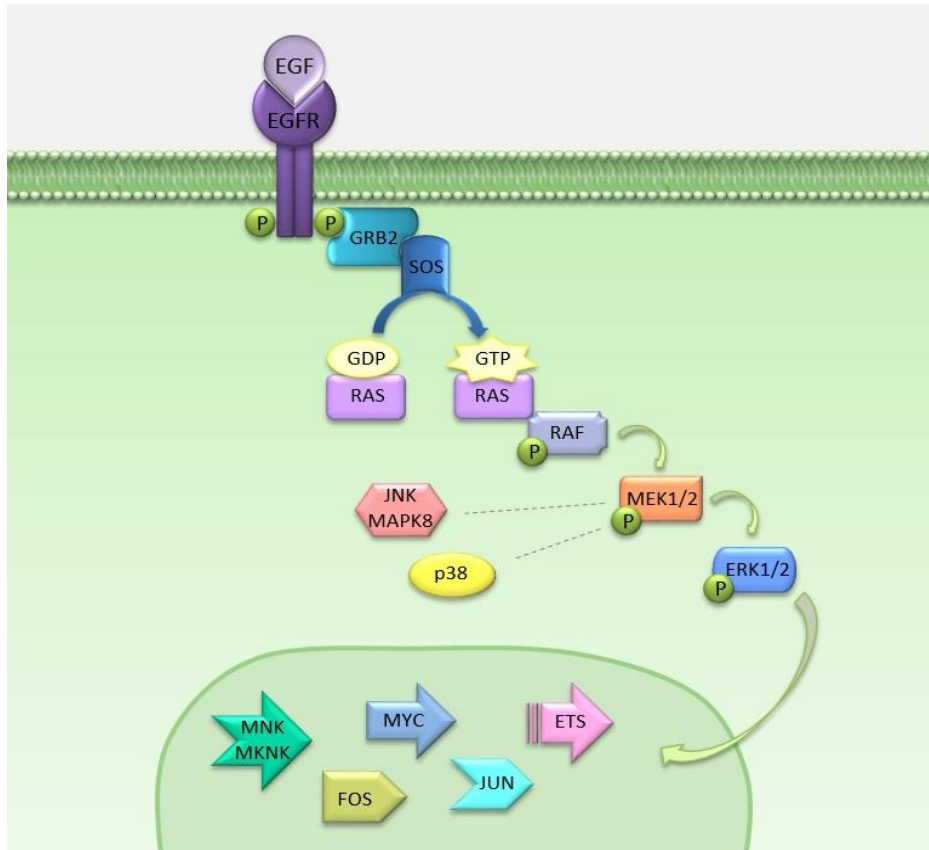 EGF
EGFR
P
P
GRB2
SOS
GDP
GTP
RAS
RAS
RAF
P
JNK
MAPK8
MEK1/2
P
p38
ERK1/2
P
MNK
MKNK
MYC
ETS
FOS
JUN